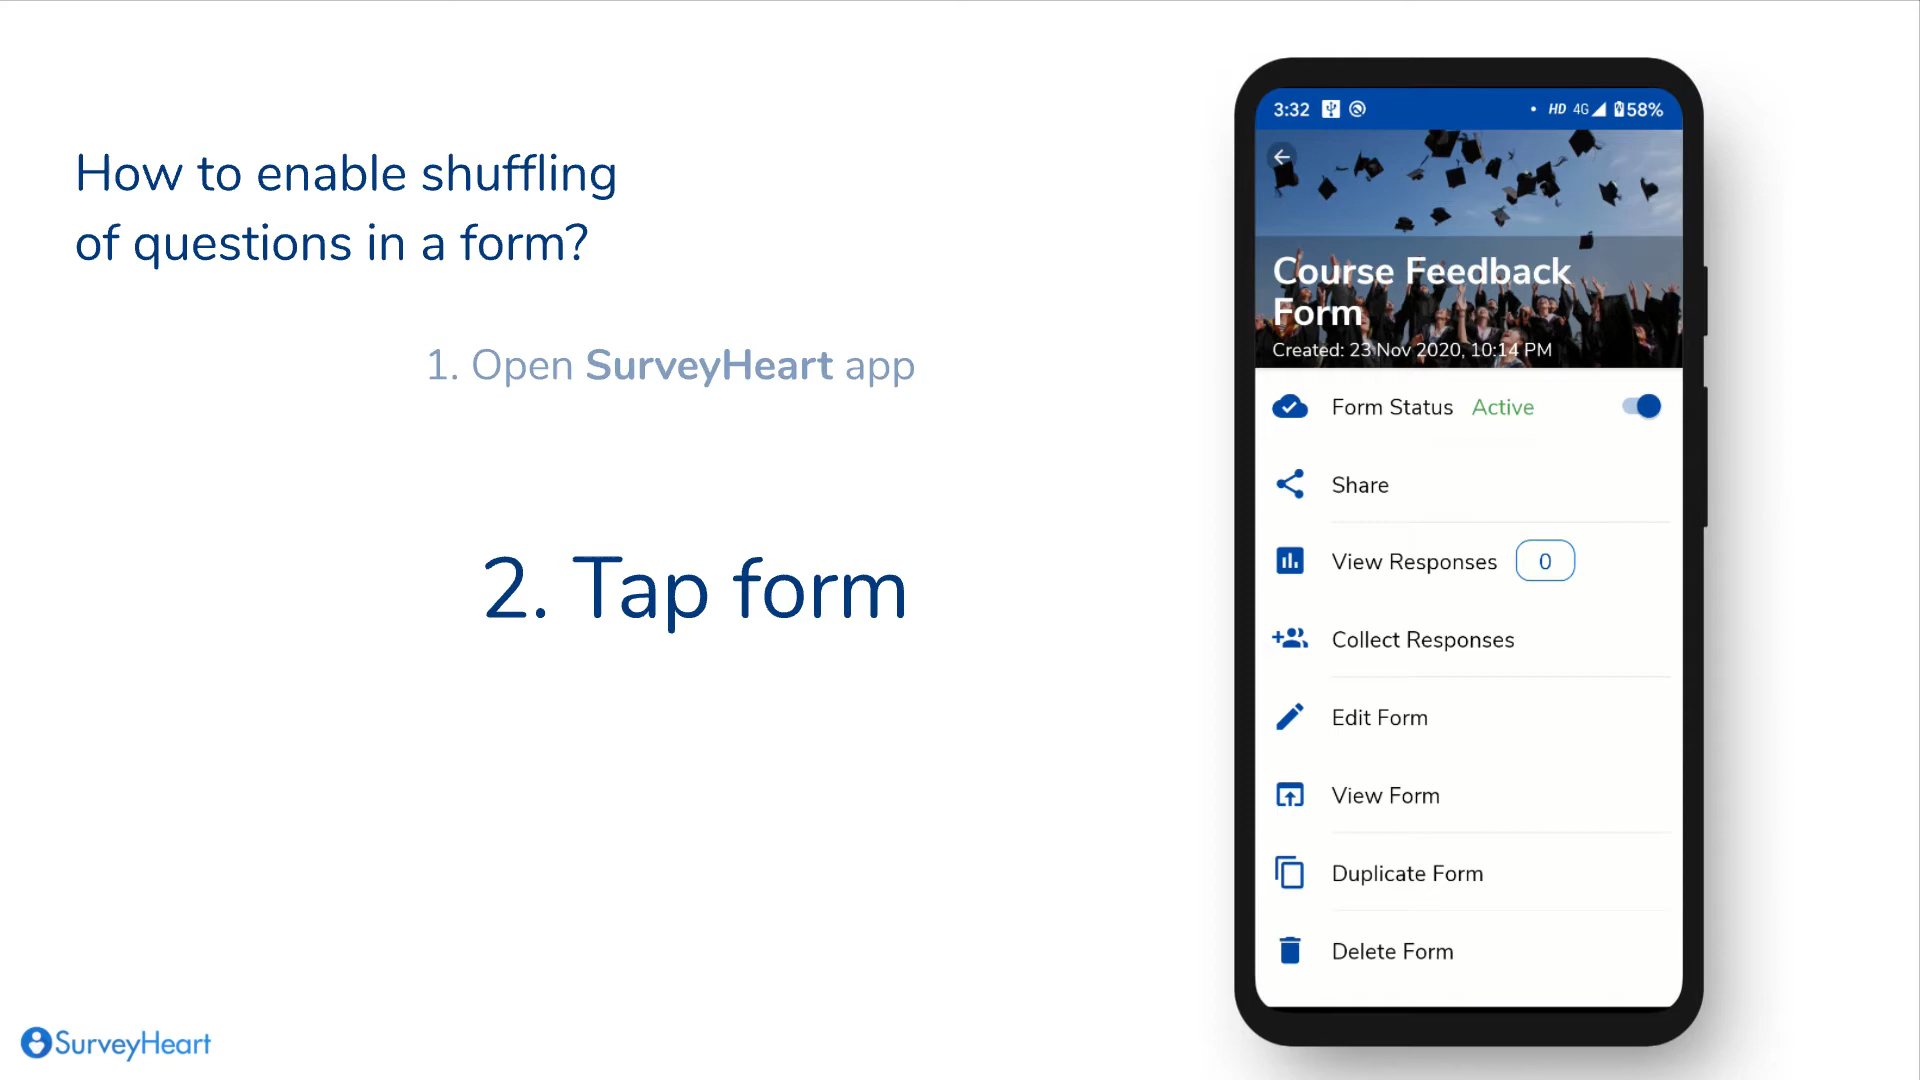 How to enable shuffling
of questions in a form?
1. Open SurveyHeart app
2. Tap form
SurveyHeart
3:32 HD 4G 58%
Course Feedback
Form
Created: 23 Nov 2020, 10:14 PM
Form Status Active
Share
View Responses 0
Collect Responses
Edit Form
View Form
Duplicate Form
Delete Form